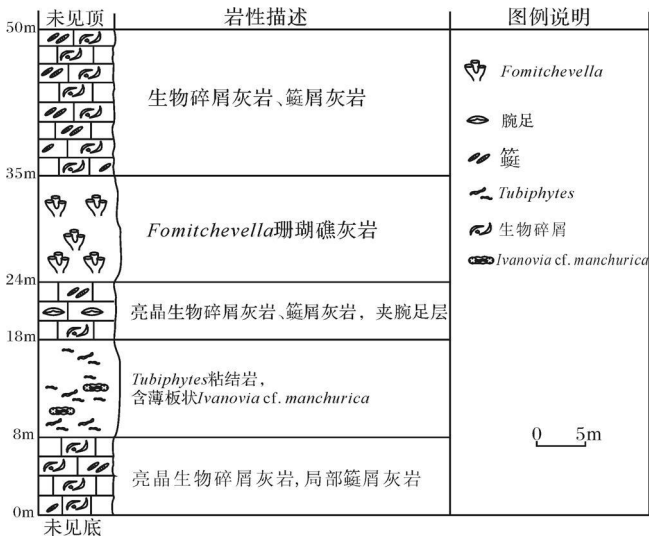 未见顶
岩性描述
图例说明
50m
生物碎屑灰岩、䗴屑灰岩
35m
Fomitchevella珊瑚礁灰岩
24m
亮晶生物碎屑灰岩、䗴屑灰岩，夹腕足层
18m
Tubiphytes粘结岩，
含薄板状Ivanovia cf. manchurica
8m
亮晶生物碎屑灰岩，局部䗴屑灰岩
0m
未见底
Fomitchevella
腕足
䗴
Tubiphytes
生物碎屑
Ivanovia cf. manchurica
0 5m